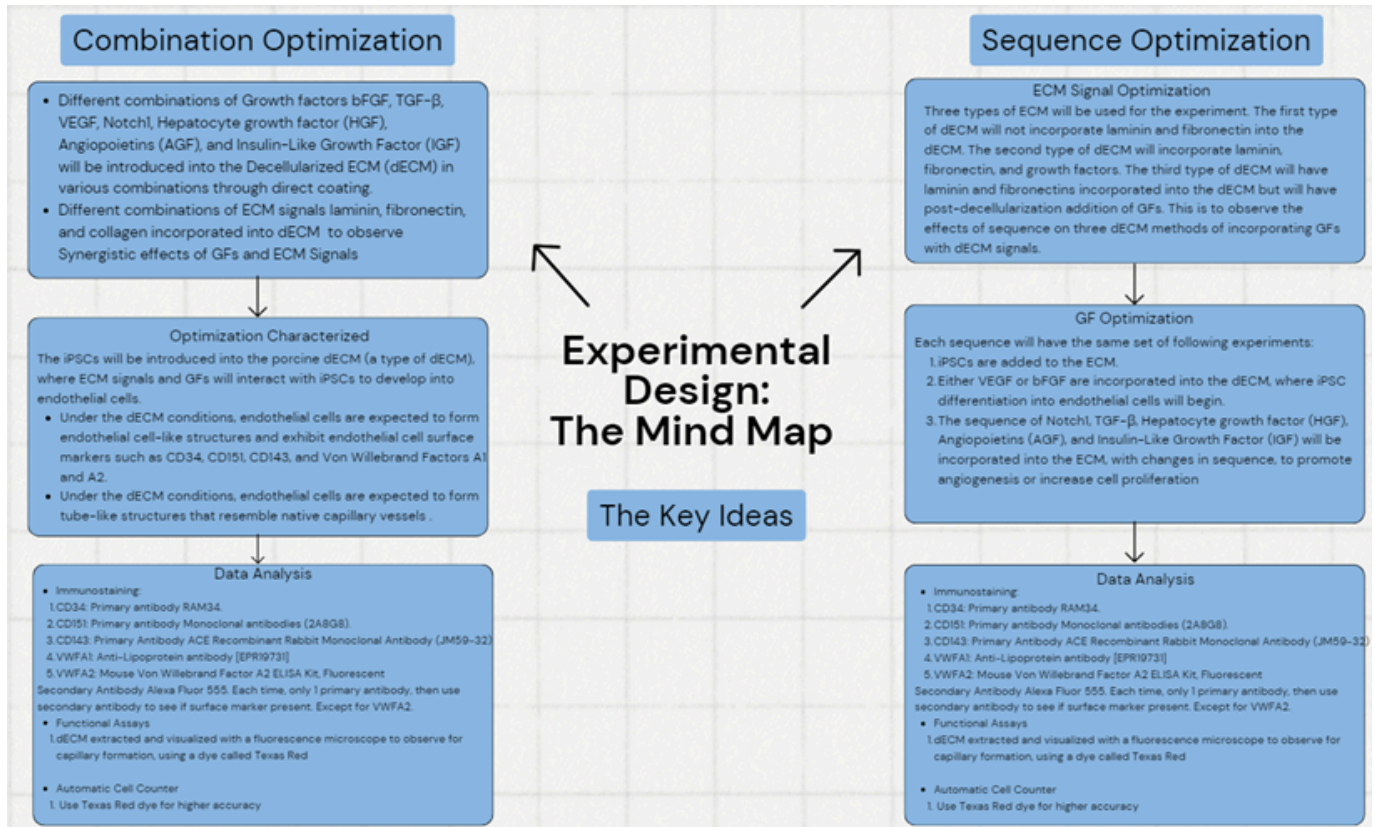 Combination Optimization
• Different combinations of Growth factors bFGF, TGF-β,
VEGF, Notch1, Hepatocyte growth factor (HGF),
Angiopoietins (AGF), and Insulin-Like Growth Factor (IGF)
will be introduced into the Decellularized ECM (dECM) in
various combinations through direct coating.
• Different combinations of ECM signals laminin, fibronectin,
and collagen incorporated into dECM to observe
Synergistic effects of GFs and ECM Signals
Optimization Characterized
The iPSCs will be introduced into the porcine dECM (a type of dECM),
where ECM signals and GFs will interact with iPSCs to develop into
endothelial cells.
• Under the dECM conditions, endothelial cells are expected to form
endothelial cell-like structures and exhibit endothelial cell surface
markers such as CD34, CD151, CD143, and Von Willebrand Factors A1
and A2.
• Under the dECM conditions, endothelial cells are expected to form
tube-like structures that resemble native capillary vessels .
Data Analysis
• Immunostaining:
1. CD34: Primary antibody RAM34.
2. CD151: Primary antibody Monoclonal antibodies (2A8G8).
3. CD143: Primary Antibody ACE Recombinant Rabbit Monoclonal Antibody (JM59-32)
4. VWFA1: Anti-Lipoprotein antibody [EPR19731]
5. VWFA2: Mouse Von Willebrand Factor A2 ELISA Kit, Fluorescent
Secondary Antibody Alexa Fluor 555. Each time, only 1 primary antibody, then use
secondary antibody to see if surface marker present. Except for VWFA2.
• Functional Assays
1. dECM extracted and visualized with a fluorescence microscope to observe for
capillary formation, using a dye called Texas Red
• Automatic Cell Counter
1. Use Texas Red dye for higher accuracy
Experimental
Design:
The Mind Map
The Key Ideas
Sequence Optimization
ECM Signal Optimization
Three types of ECM will be used for the experiment. The first type
of dECM will not incorporate laminin and fibronectin into the
dECM. The second type of dECM will incorporate laminin,
fibronectin, and growth factors. The third type of dECM will have
laminin and fibronectins incorporated into the dECM but will have
post-decellularization addition of GFs. This is to observe the
effects of sequence on three dECM methods of incorporating GFs
with dECM signals.
GF Optimization
Each sequence will have the same set of following experiments:
1. iPSCs are added to the ECM.
2. Either VEGF or bFGF are incorporated into the dECM, where iPSC
differentiation into endothelial cells will begin.
3. The sequence of Notch1, TGF-β, Hepatocyte growth factor (HGF),
Angiopoietins (AGF), and Insulin-Like Growth Factor (IGF) will be
incorporated into the ECM, with changes in sequence, to promote
angiogenesis or increase cell proliferation
Data Analysis
• Immunostaining:
1. CD34: Primary antibody RAM34.
2. CD151: Primary antibody Monoclonal antibodies (2A8G8).
3. CD143: Primary Antibody ACE Recombinant Rabbit Monoclonal Antibody (JM59-32)
4. VWFA1: Anti-Lipoprotein antibody [EPR19731]
5. VWFA2: Mouse Von Willebrand Factor A2 ELISA Kit, Fluorescent
Secondary Antibody Alexa Fluor 555. Each time, only 1 primary antibody, then use
secondary antibody to see if surface marker present. Except for VWFA2.
• Functional Assays
1. dECM extracted and visualized with a fluorescence microscope to observe for
capillary formation, using a dye called Texas Red
• Automatic Cell Counter
1. Use Texas Red dye for higher accuracy